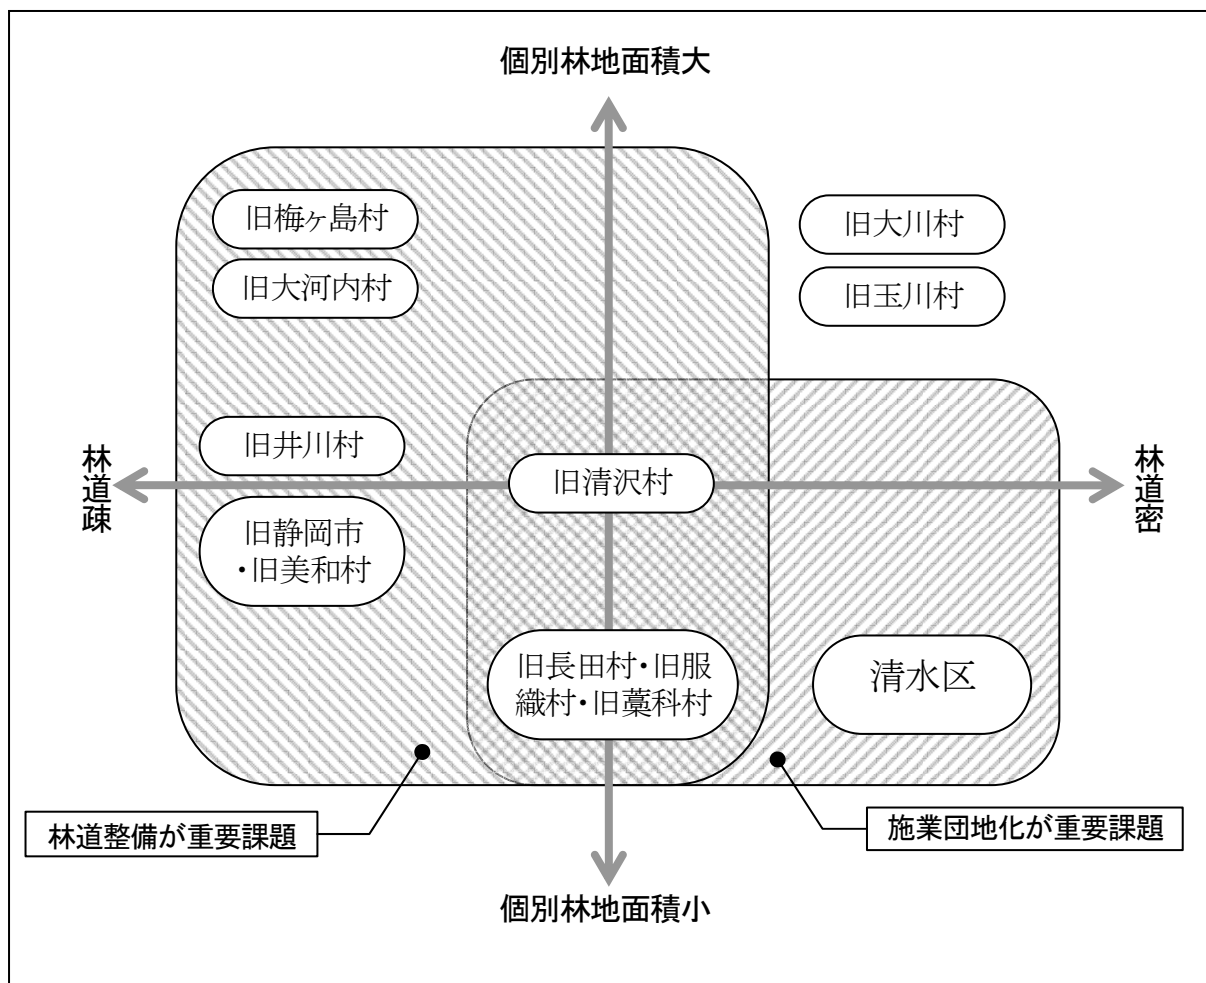 個別林地面積大
旧梅ヶ島村
旧大川村
旧大河内村
旧玉川村
旧井川村
林道疎
旧清沢村
林道密
旧静岡市
・旧美和村
旧長田村・旧服
織村・旧藁科村
清水区
林道整備が重要課題
施業団地化が重要課題
個別林地面積小